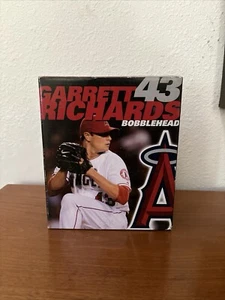 GARRETT 43
RICHARDS
BOBBLEHEAD
A